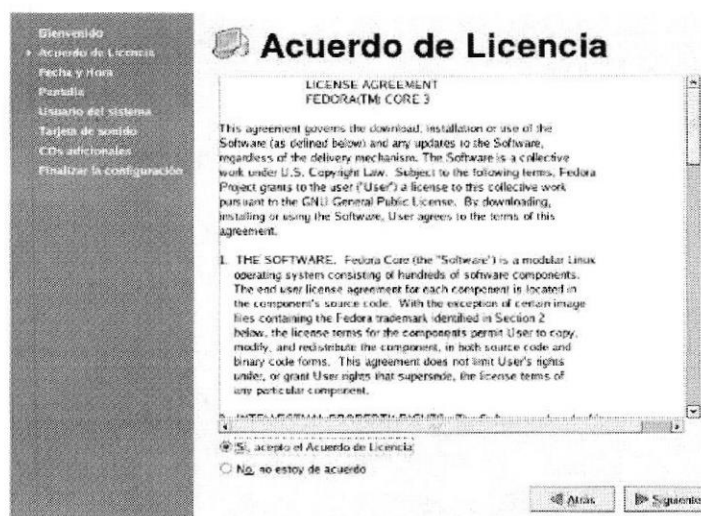 Bienvenido
Acuerdo de Licencia
Fecha y Hora
Pantalla
Usuario del sistema
Tarjeta de sonido
CDs adicionales
Finalizar la configuración
Acuerdo de Licencia
LICENSE AGREEMENT
FEDORA(TM) CORE 3
This agreement governs the download, installation or use of the
Software (as defined below) and any updates to the Software,
regardless of the delivery mechanism. The Software is a collective
work under U.S. Copyright Law. Subject to the following terms, Fedora
Project grants to the user ("User") a license to this collective work
pursuant to the GNU General Public License. By downloading,
installing or using the Software, User agrees to the terms of this
agreement.
1. THE SOFTWARE. Fedora Core (the "Software") is a modular Linux
operating system consisting of hundreds of software components.
The end user license agreement for each component is located in
the component's source code. With the exception of certain image
files containing the Fedora trademark identified in Section 2
below, the license terms for the components permit User to copy,
modify, and redistribute the component, in both source code and
binary code forms. This agreement does not limit User's rights
under, or grant User rights that supersede, the license terms of
any particular component.
2. INTELLECTUAL PROPERTY RIGHTS. The Software
Sí, acepto el Acuerdo de Licencia
No, no estoy de acuerdo
Atrás
Siguiente